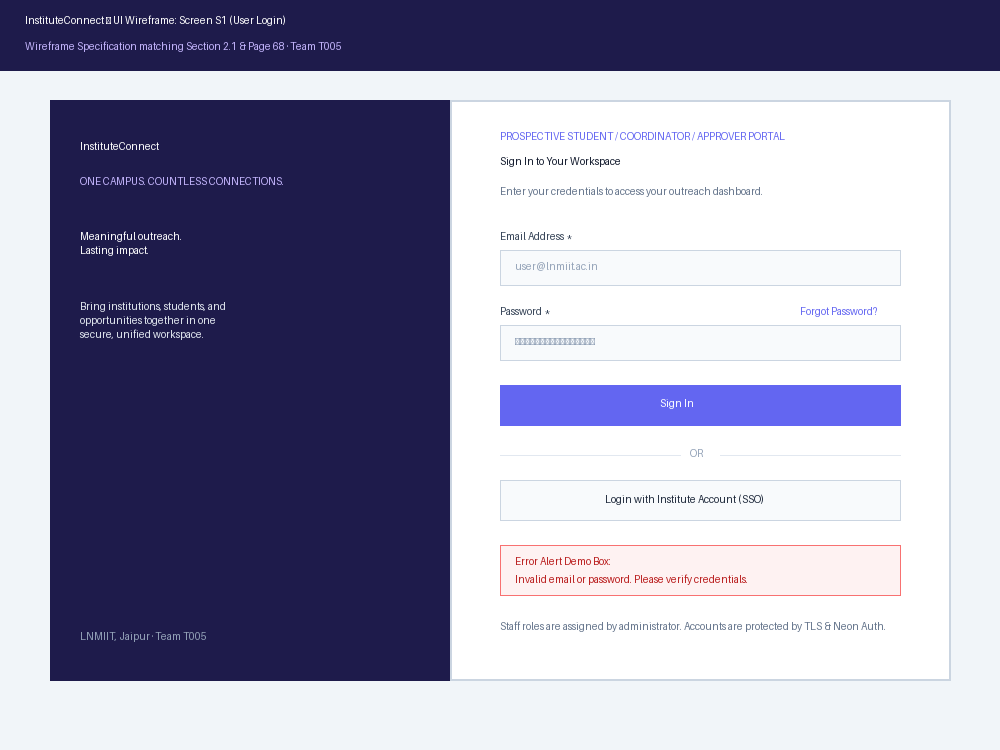 InstituteConnect ▯ UI Wireframe: Screen S1 (User Login)
Wireframe Specification matching Section 2.1 & Page 68 · Team T005
InstituteConnect
ONE CAMPUS. COUNTLESS CONNECTIONS.
Meaningful outreach.
Lasting impact.
Bring institutions, students, and
opportunities together in one
secure, unified workspace.
LNMIIT, Jaipur · Team T005
PROSPECTIVE STUDENT / COORDINATOR / APPROVER PORTAL
Sign In to Your Workspace
Enter your credentials to access your outreach dashboard.
Email Address *
user@lnmiit.ac.in
Password *
Forgot Password?
▯▯▯▯▯▯▯▯▯▯▯▯▯▯▯▯
Sign In
OR
Login with Institute Account (SSO)
Error Alert Demo Box:
Invalid email or password. Please verify credentials.
Staff roles are assigned by administrator. Accounts are protected by TLS & Neon Auth.